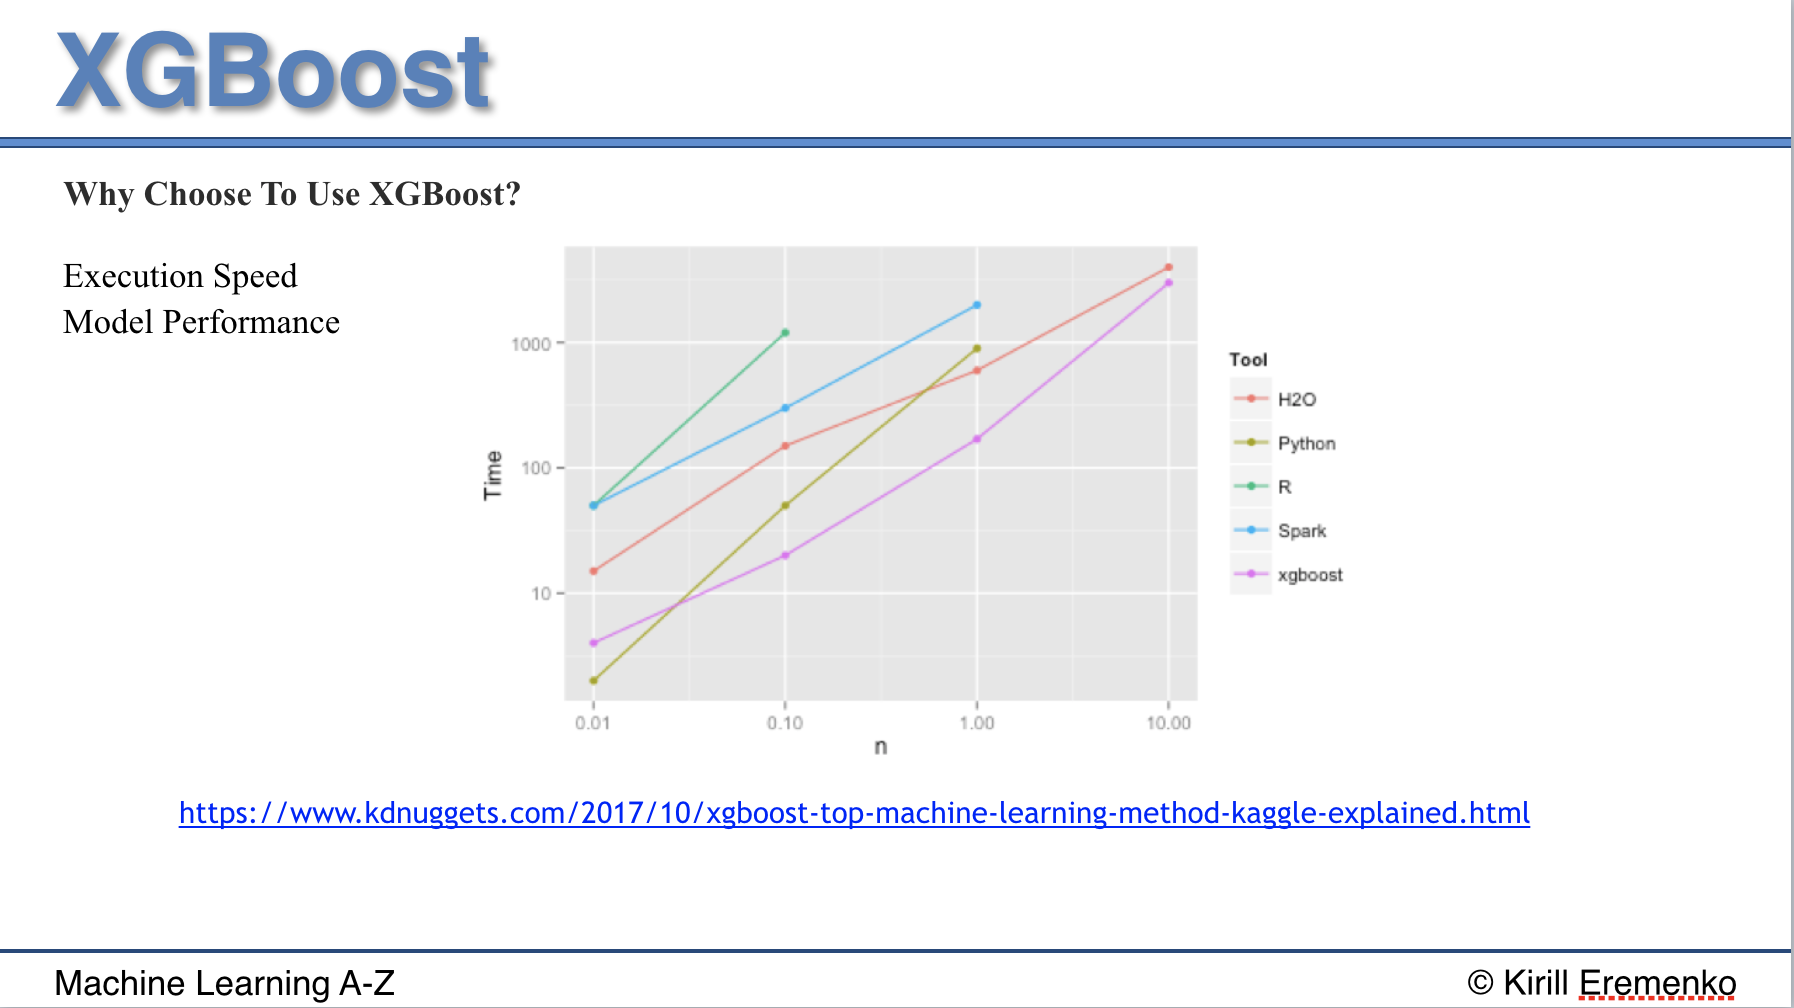 XGBoost
Why Choose To Use XGBoost?
Execution Speed
Model Performance
1000
100
10
Time
0.01 0.10 1.00 10.00
n
Tool
H2O
Python
R
Spark
xgboost
https://www.kdnuggets.com/2017/10/xgboost-top-machine-learning-method-kaggle-explained.html
Machine Learning A-Z
© Kirill Eremenko